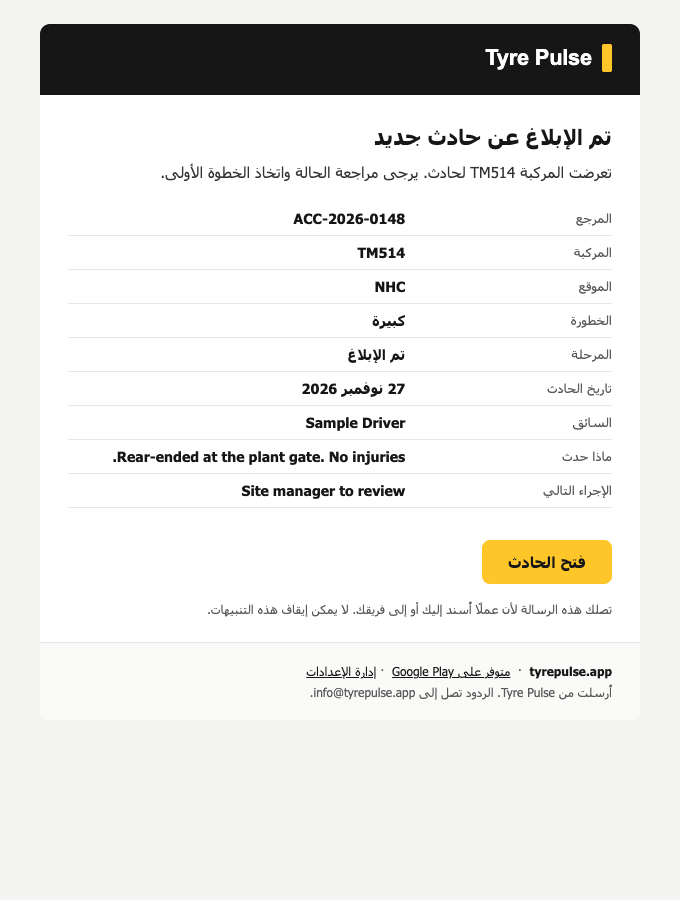 Tyre Pulse
تم الإبلاغ عن حادث جديد
تعرضت المركبة TM514 لحادث. يرجى مراجعة الحالة واتخاذ الخطوة الأولى.
المرجع ACC-2026-0148
المركبة TM514
الموقع NHC
الخطورة كبيرة
المرحلة تم الإبلاغ
تاريخ الحادث 27 نوفمبر 2026
السائق Sample Driver
ماذا حدث Rear-ended at the plant gate. No injuries.
الإجراء التالي Site manager to review
فتح الحادث
تصلك هذه الرسالة لأن عملًا أسند إليك أو إلى فريقك. لا يمكن إيقاف هذه التنبيهات.
tyrepulse.app · متوفر على Google Play · إدارة الإعدادات
أرسلت من Tyre Pulse. الردود تصل إلى info@tyrepulse.app.